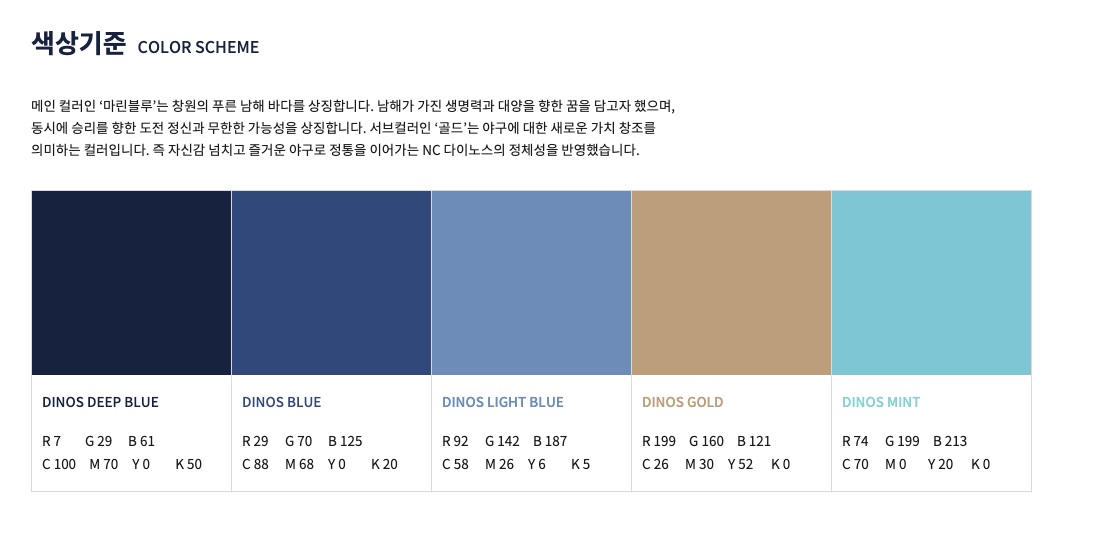 색상기준 COLOR SCHEME
메인 컬러인 ‘마린블루’는 창원의 푸른 남해 바다를 상징합니다. 남해가 가진 생명력과 대양을 향한 꿈을 담고자 했으며,
동시에 승리를 향한 도전 정신과 무한한 가능성을 상징합니다. 서브컬러인 ‘골드’는 야구에 대한 새로운 가치 창조를
의미하는 컬러입니다. 즉 자신감 넘치고 즐거운 야구로 정통을 이어가는 NC 다이노스의 정체성을 반영했습니다.
DINOS DEEP BLUE
R 7 G 29 B 61
C 100 M 70 Y 0 K 50
DINOS BLUE
R 29 G 70 B 125
C 88 M 68 Y 0 K 20
DINOS LIGHT BLUE
R 92 G 142 B 187
C 58 M 26 Y 6 K 5
DINOS GOLD
R 199 G 160 B 121
C 26 M 30 Y 52 K 0
DINOS MINT
R 74 G 199 B 213
C 70 M 0 Y 20 K 0